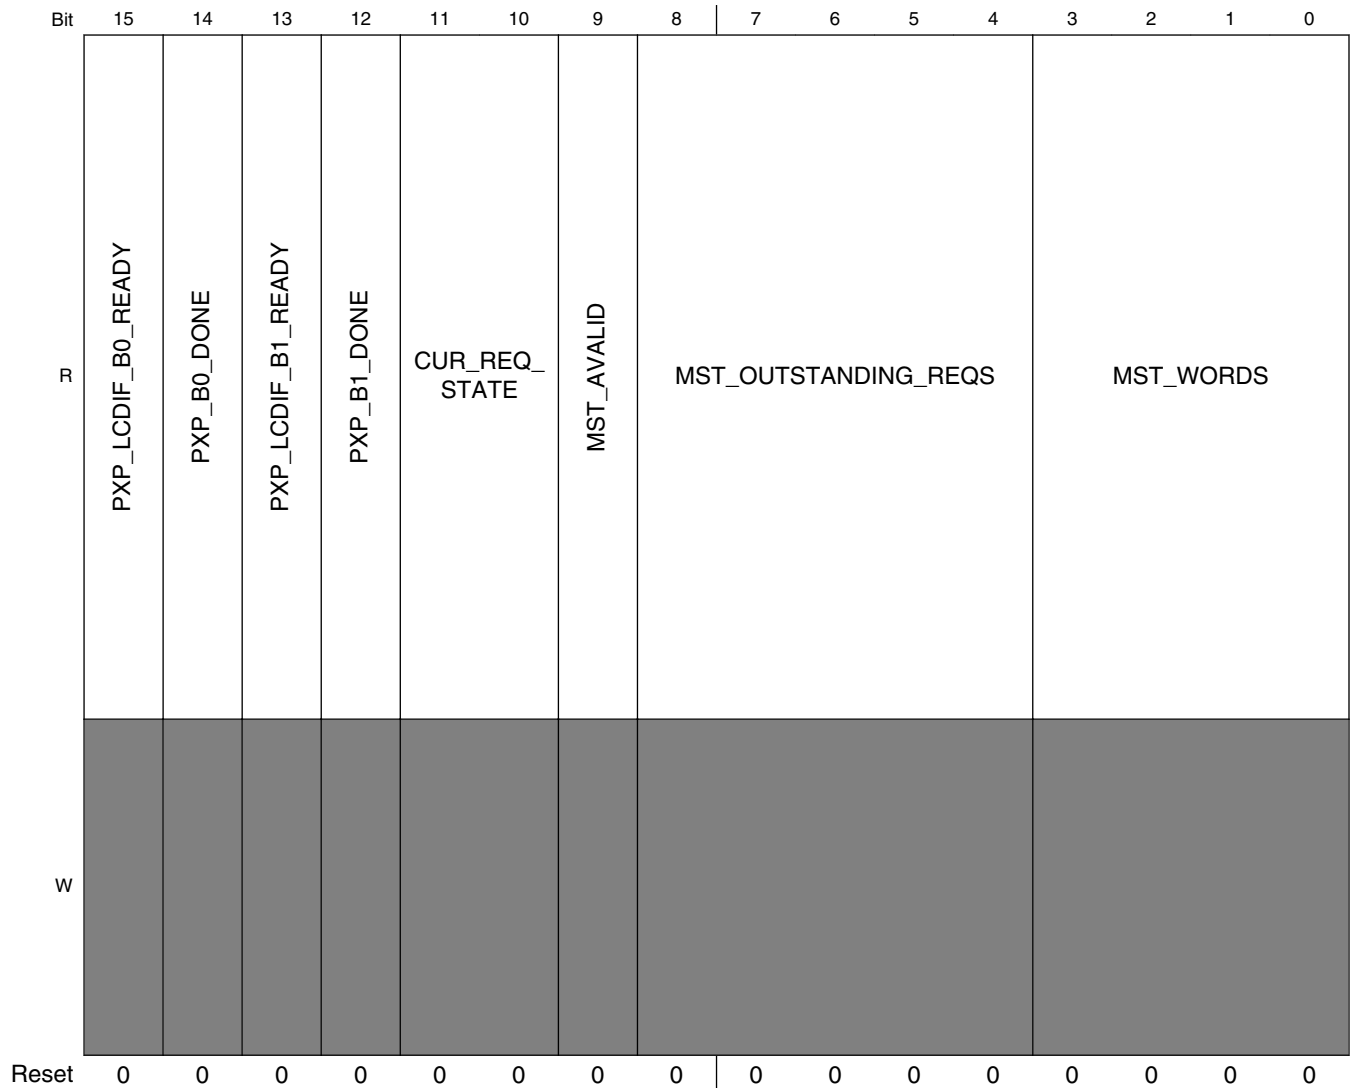 Bit 15 14 13 12 11 10 9 8 7 6 5 4 3 2 1 0
R
PXP_LCDIF_B0_READY
PXP_B0_DONE
PXP_LCDIF_B1_READY
PXP_B1_DONE
CUR_REQ_
STATE
MST_AVALID
MST_OUTSTANDING_REQS
MST_WORDS
W
Reset 0 0 0 0 0 0 0 0 0 0 0 0 0 0 0 0